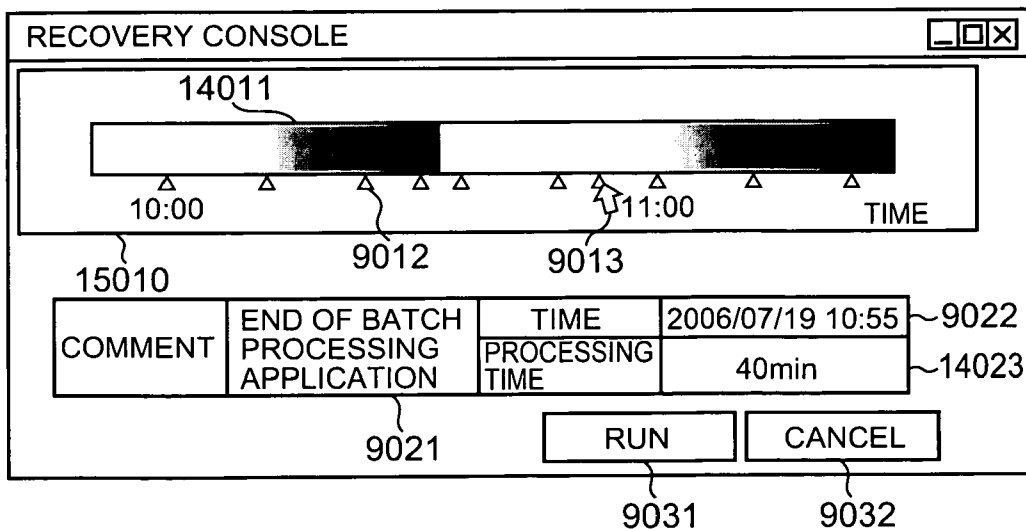 RECOVERY CONSOLE
14011
10:00
11:00
TIME
9012
9013
15010
COMMENT
END OF BATCH
PROCESSING
APPLICATION
TIME
2006/07/19 10:55
9022
PROCESSING
TIME
40min
14023
9021
RUN
CANCEL
9031
9032